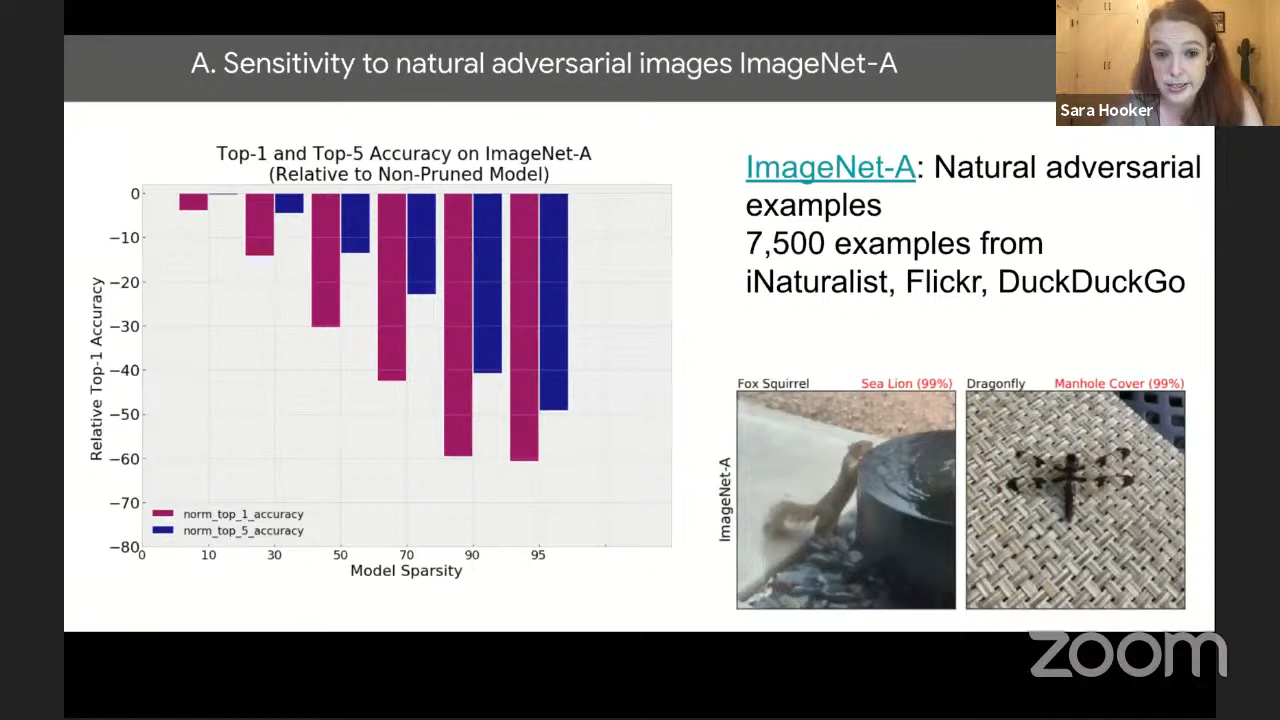 A. Sensitivity to natural adversarial images ImageNet-A
Sara Hooker
Top-1 and Top-5 Accuracy on ImageNet-A
(Relative to Non-Pruned Model)
Relative Top-1 Accuracy
0
−10
−20
−30
−40
−50
−60
−70
−80
norm_top_1_accuracy
norm_top_5_accuracy
0 10 30 50 70 90 95
Model Sparsity
ImageNet-A: Natural adversarial
examples
7,500 examples from
iNaturalist, Flickr, DuckDuckGo
Fox Squirrel Sea Lion (99%) Dragonfly Manhole Cover (99%)
ImageNet-A
zoom